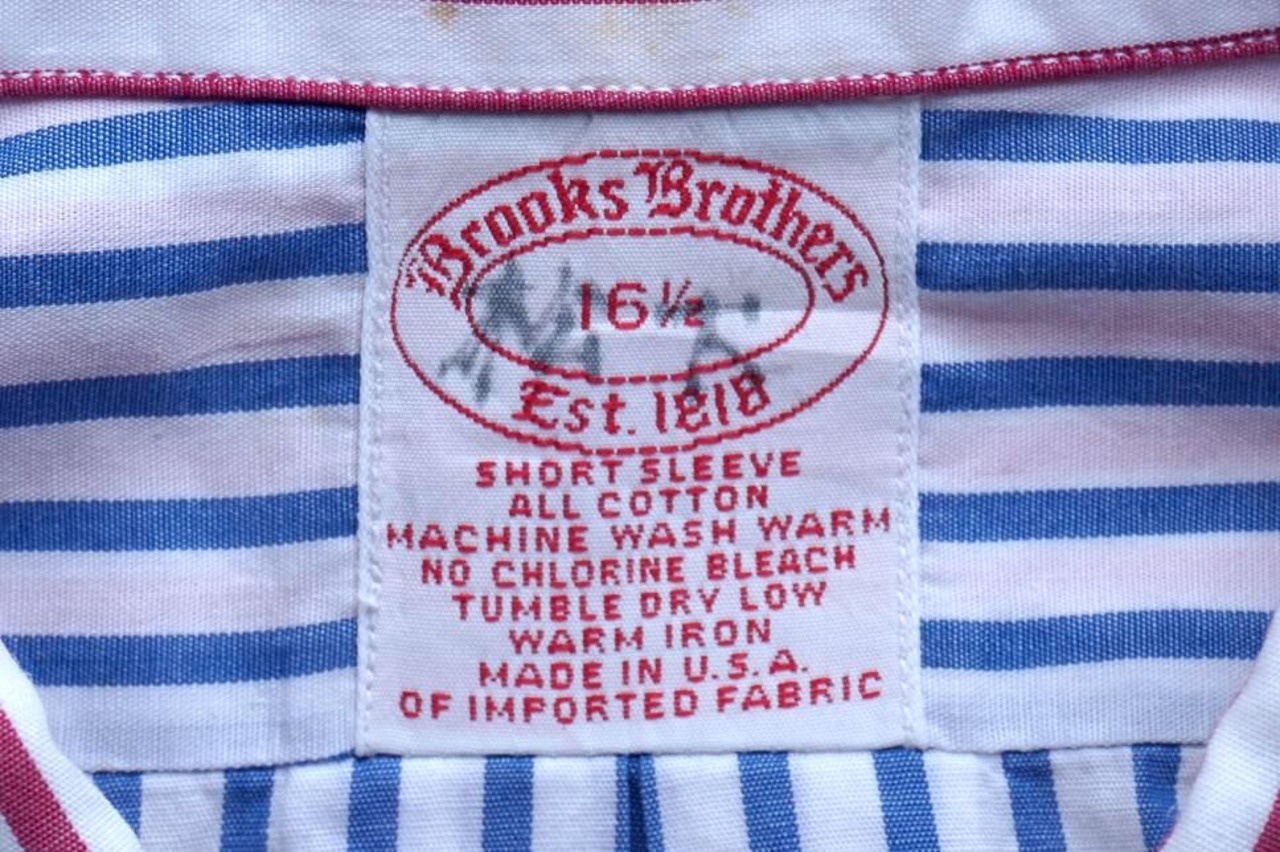 Brooks Brothers
16½
Est. 1818
SHORT SLEEVE
ALL COTTON
MACHINE WASH WARM
NO CHLORINE BLEACH
TUMBLE DRY LOW
WARM IRON
MADE IN U.S.A.
OF IMPORTED FABRIC